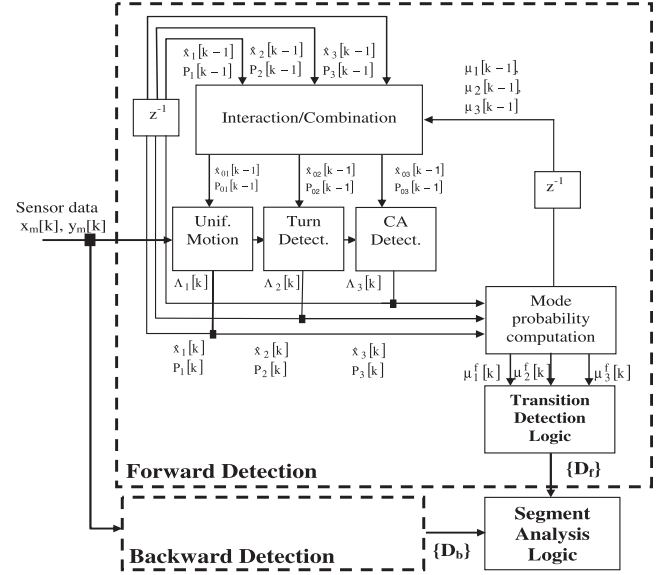 x̂₁[k−1] x̂₂[k−1] x̂₃[k−1]
P₁[k−1] P₂[k−1] P₃[k−1]
μ₁[k−1],
μ₂[k−1],
μ₃[k−1]
z⁻¹
Interaction/Combination
x̂₀₁[k−1] x̂₀₂[k−1] x̂₀₃[k−1]
P₀₁[k−1] P₀₂[k−1] P₀₃[k−1]
z⁻¹
Sensor data
xₘ[k], yₘ[k]
Unif.
Motion
Turn
Detect.
CA
Detect.
Λ₁[k] Λ₂[k] Λ₃[k]
Mode
probability
computation
x̂₁[k] x̂₂[k] x̂₃[k]
P₁[k] P₂[k] P₃[k]
μ₁ᶠ[k] μ₂ᶠ[k] μ₃ᶠ[k]
Transition
Detection
Logic
Forward Detection
{D_f}
Segment
Analysis
Logic
{D_b}
Backward Detection